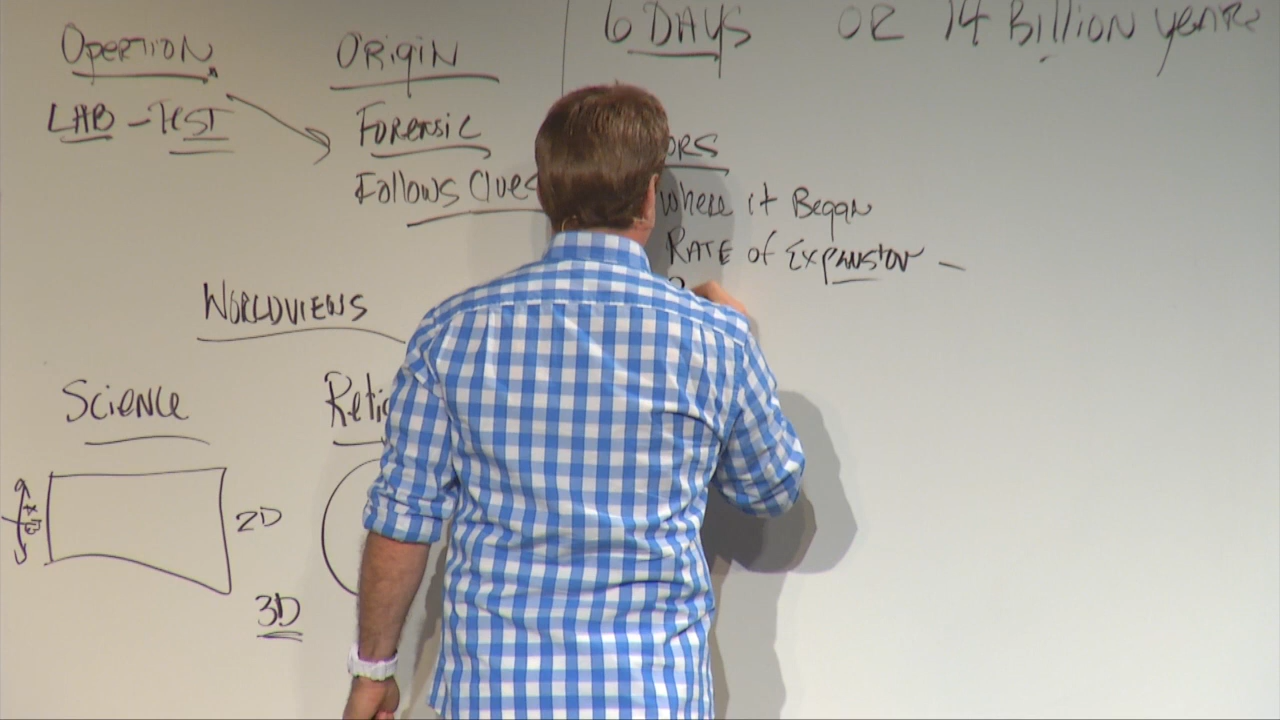 Opertion
LAB - TEST
Origin
Forensic
Follows Clues
Worldviews
Science
2D
3D
6 DAYS OR 14 Billion years
Where it Began
RATE of Expansion -